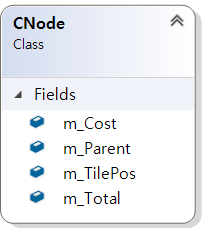 CNode
Class
Fields
m_Cost
m_Parent
m_TilePos
m_Total